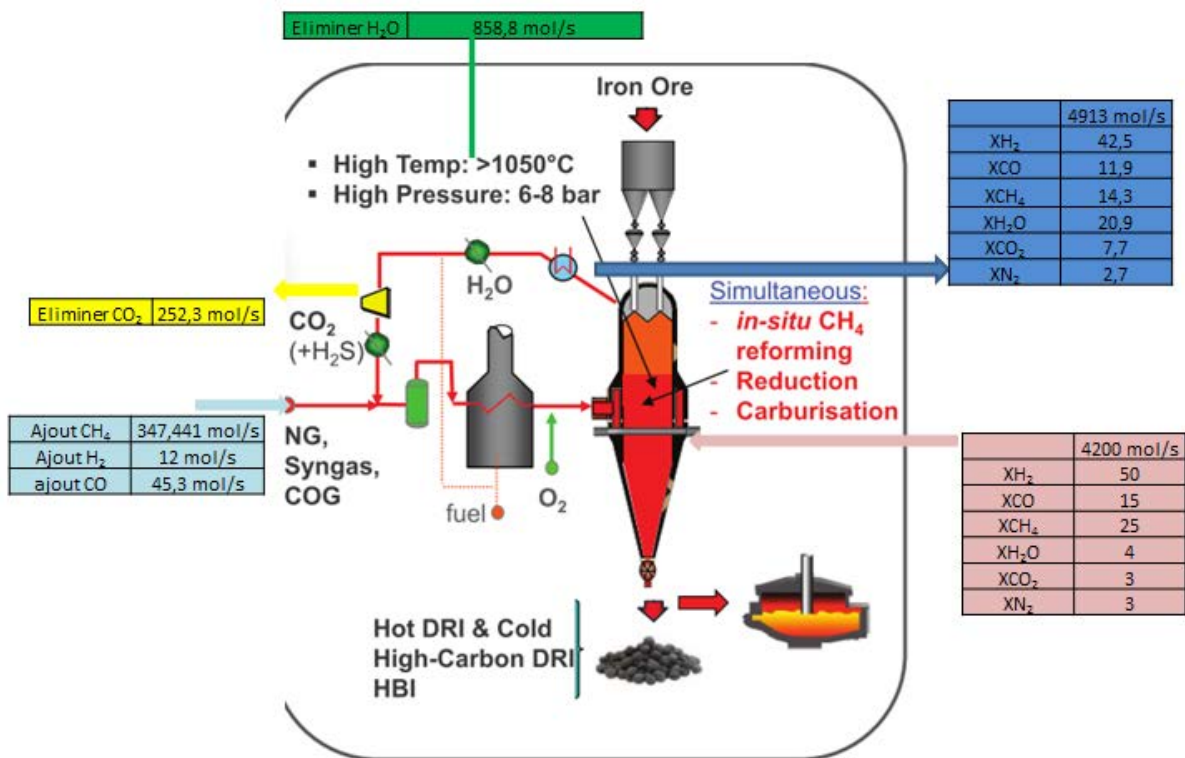 Eliminer H₂O 858,8 mol/s
Iron Ore
▪ High Temp: >1050°C
▪ High Pressure: 6-8 bar
4913 mol/s
XH₂ 42,5
XCO 11,9
XCH₄ 14,3
XH₂O 20,9
XCO₂ 7,7
XN₂ 2,7
H₂O
Simultaneous:
- in-situ CH₄
reforming
- Reduction
- Carburisation
Eliminer CO₂ 252,3 mol/s
CO₂
(+H₂S)
Ajout CH₄ 347,441 mol/s
Ajout H₂ 12 mol/s
ajout CO 45,3 mol/s
NG,
Syngas,
COG
fuel
O₂
4200 mol/s
XH₂ 50
XCO 15
XCH₄ 25
XH₂O 4
XCO₂ 3
XN₂ 3
Hot DRI & Cold
High-Carbon DRI
HBI